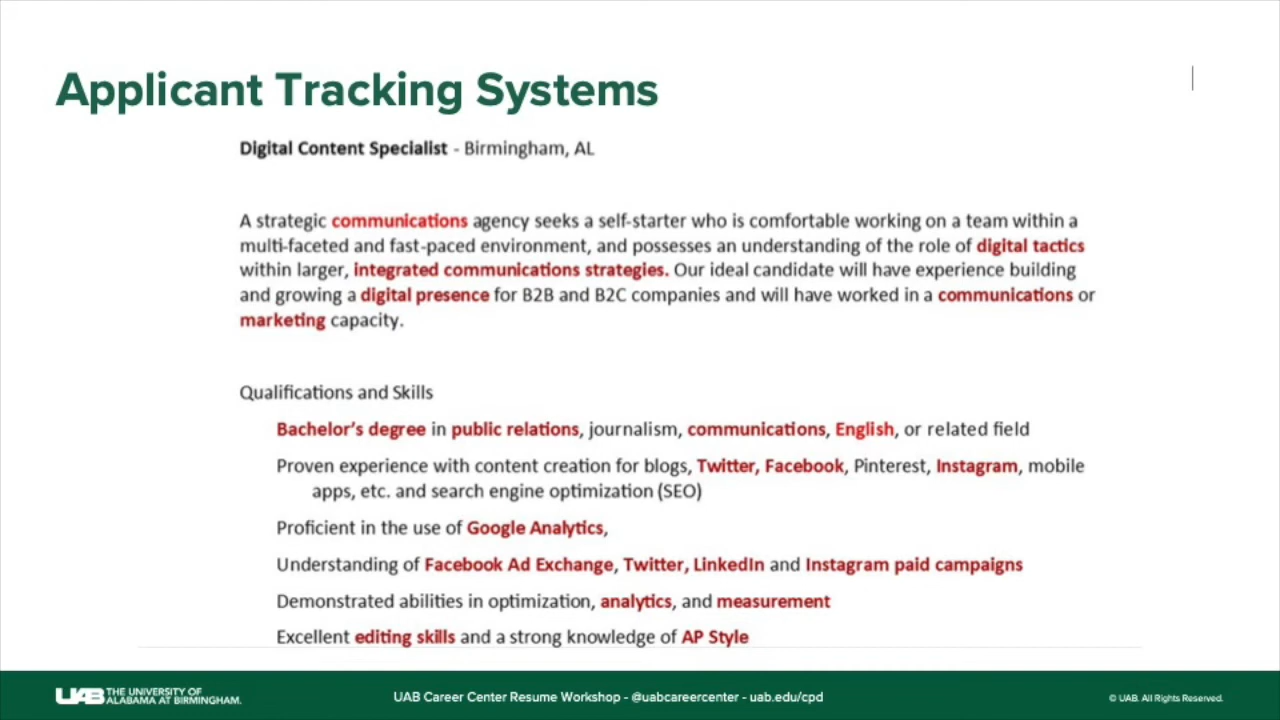 Applicant Tracking Systems
Digital Content Specialist - Birmingham, AL
A strategic communications agency seeks a self-starter who is comfortable working on a team within a
multi-faceted and fast-paced environment, and possesses an understanding of the role of digital tactics
within larger, integrated communications strategies. Our ideal candidate will have experience building
and growing a digital presence for B2B and B2C companies and will have worked in a communications or
marketing capacity.
Qualifications and Skills
Bachelor's degree in public relations, journalism, communications, English, or related field
Proven experience with content creation for blogs, Twitter, Facebook, Pinterest, Instagram, mobile
apps, etc. and search engine optimization (SEO)
Proficient in the use of Google Analytics,
Understanding of Facebook Ad Exchange, Twitter, LinkedIn and Instagram paid campaigns
Demonstrated abilities in optimization, analytics, and measurement
Excellent editing skills and a strong knowledge of AP Style
UAB THE UNIVERSITY OF
ALABAMA AT BIRMINGHAM.
UAB Career Center Resume Workshop - @uabcareercenter - uab.edu/cpd
© UAB. All Rights Reserved.